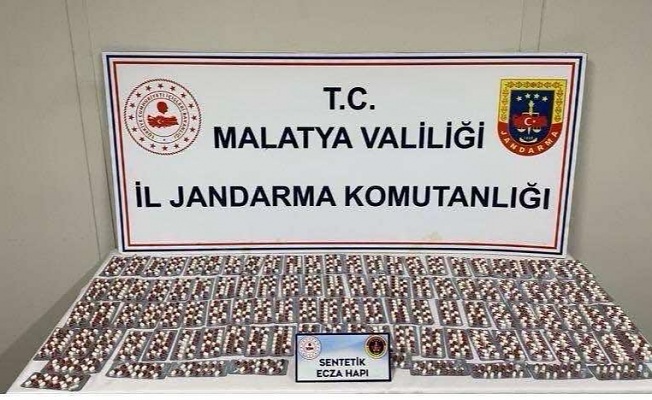 T.C.
MALATYA VALİLİĞİ
İL JANDARMA KOMUTANLIĞI
JANDARMA
SENTETİK
ECZA HAPI